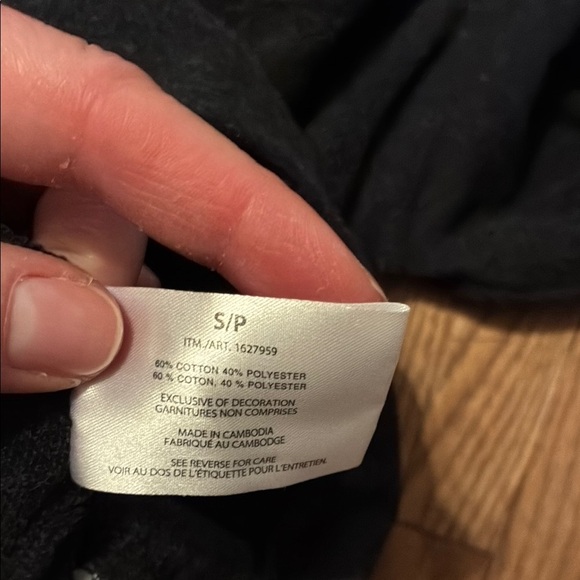 S/P
ITM./ART. 1627959
60% COTTON 40% POLYESTER
60 % COTON, 40 % POLYESTER
EXCLUSIVE OF DECORATION
GARNITURES NON COMPRISES
MADE IN CAMBODIA
FABRIQUÉ AU CAMBODGE
SEE REVERSE FOR CARE
VOIR AU DOS DE L'ÉTIQUETTE POUR L'ENTRETIEN.